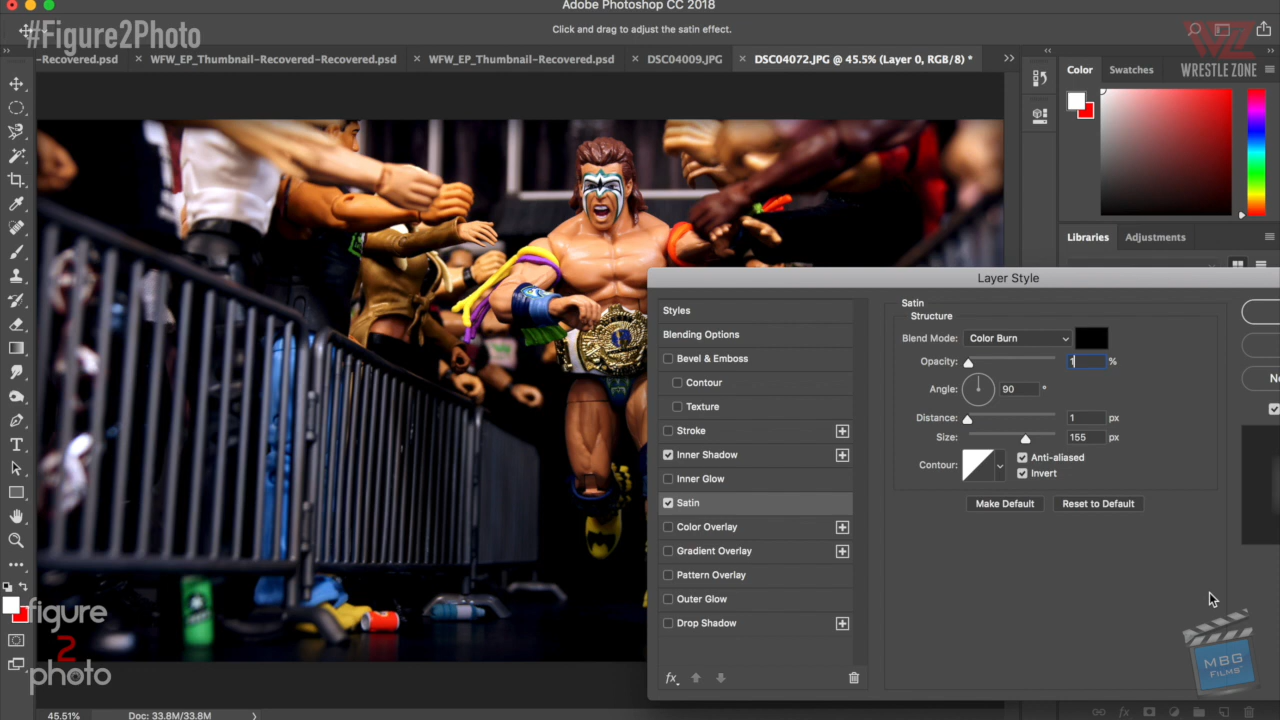 Adobe Photoshop CC 2018
#Figure2Photo
Click and drag to adjust the satin effect.
WZ
WRESTLE ZONE
-Recovered.psd
WFW_EP_Thumbnail-Recovered-Recovered.psd
WFW_EP_Thumbnail-Recovered.psd
DSC04009.JPG
DSC04072.JPG @ 45.5% (Layer 0, RGB/8) *
Color
Swatches
Libraries
Adjustments
Layer Style
Styles
Blending Options
Bevel & Emboss
Contour
Texture
Stroke
Inner Shadow
Inner Glow
Satin
Color Overlay
Gradient Overlay
Pattern Overlay
Outer Glow
Drop Shadow
fx
Satin
Structure
Blend Mode: Color Burn
Opacity: 1 %
Angle: 90 °
Distance: 1 px
Size: 155 px
Contour:
Anti-aliased
Invert
Make Default
Reset to Default
figure
2
photo
MBG
FILMS™
45.51%
Doc: 33.8M/33.8M
fx